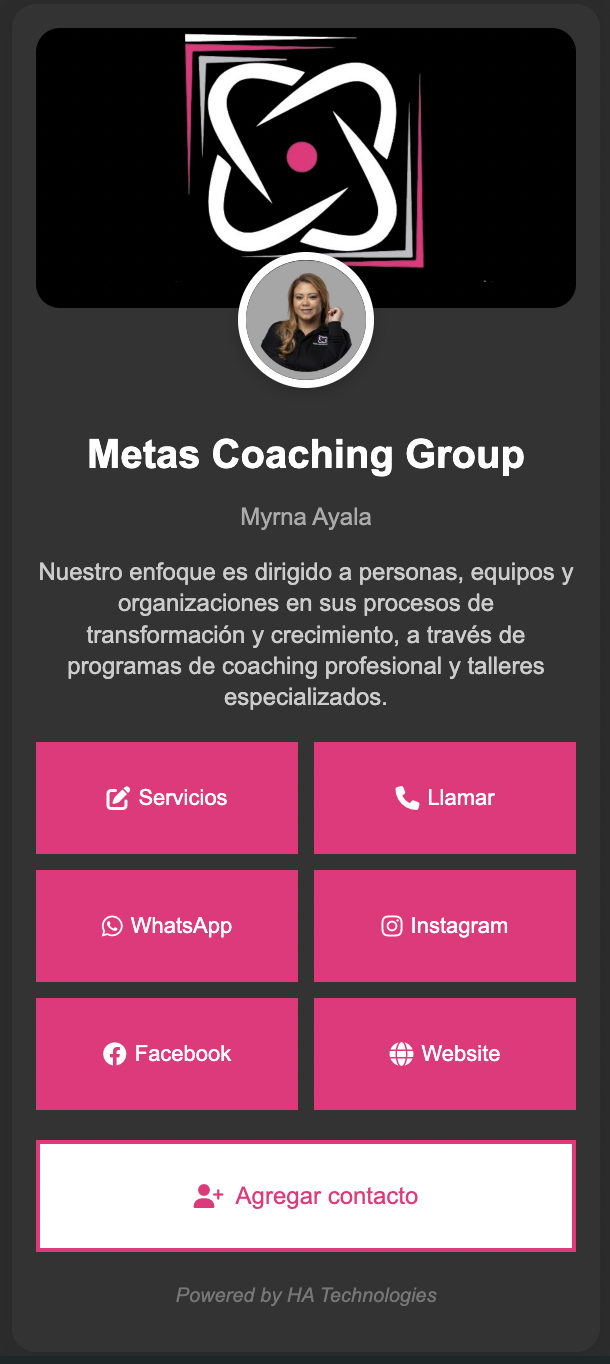 Metas Coaching Group
Myrna Ayala
Nuestro enfoque es dirigido a personas, equipos y
organizaciones en sus procesos de
transformación y crecimiento, a través de
programas de coaching profesional y talleres
especializados.
Servicios
Llamar
WhatsApp
Instagram
Facebook
Website
Agregar contacto
Powered by HA Technologies